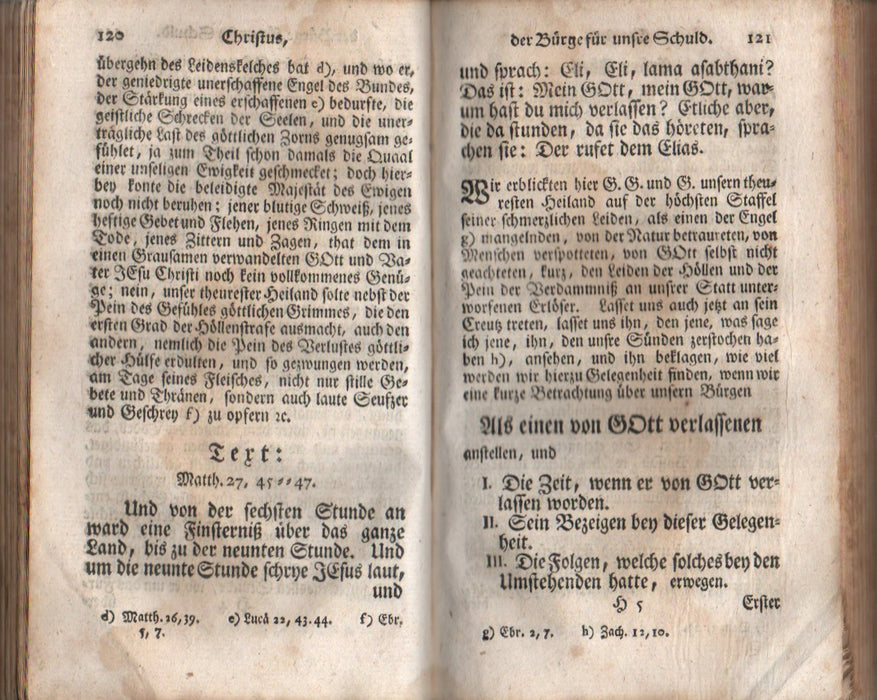 120 Christus,
übergehn des Leidenskelches bat d), und wo er,
der geniedrigte unerschaffene Engel des Bundes,
der Stärkung eines erschaffenen e) bedurfte, die
geistliche Schrecken der Seelen, und die uner-
trägliche Last des göttlichen Zorns genugsam ge-
fühlet, ja zum Theil schon damals die Quaal
einer unseligen Ewigkeit geschmecket; doch hier-
bey konte die beleidigte Majestät des Ewigen
noch nicht beruhen: jener blutige Schweiß, jenes
heftige Gebet und Flehen, jenes Ringen mit dem
Tode, jenes Zittern und Zagen, that dem in
einen Grausamen verwandelten GOtt und Va-
ter JEsu Christi noch kein vollkommenes Genü-
ge; nein, unser theurester Heiland solte nebst der
Pein des Gefühles göttlichen Grimmes, die den
ersten Grad der Höllenstrafe ausmacht, auch den
andern, nemlich die Pein des Verlustes göttli-
cher Hülfe erdulten, und so gezwungen werden,
am Tage seines Fleisches, nicht nur stille Ge-
bete und Thränen, sondern auch laute Seufzer
und Geschrey f) zu opfern ꝛc.
Text:
Matth. 27, 45 ⸗ ⸗ 47.
Und von der sechsten Stunde an
ward eine Finsterniß über das ganze
Land, bis zu der neunten Stunde. Und
um die neunte Stunde schrye JEsus laut,
und
d) Matth. 26, 39. e) Lucä 22, 43. 44. f) Ebr.
5, 7.
der Bürge für unsre Schuld. 121
und sprach: Eli, Eli, lama asabthani?
Das ist: Mein GOtt, mein GOtt, war-
um hast du mich verlassen? Etliche aber,
die da stunden, da sie das höreten, spra-
chen sie: Der rufet dem Elias.
Wir erblickten hier G. G. und G. unsern theu-
resten Heiland auf der höchsten Staffel
seiner schmerzlichen Leiden, als einen der Engel
g) mangelnden, von der Natur betraureten, von
Menschen verspotteten, von GOtt selbst nicht
geachteten, kurz, den Leiden der Höllen und der
Pein der Verdammniß an unsrer Statt unter-
worfenen Erlöser. Lasset uns auch jetzt an sein
Creutz treten, lasset uns ihn, den jene, was sage
ich jene, ihn, den unsre Sünden zerstochen ha-
ben h), ansehen, und ihn beklagen, wie viel
werden wir hierzu Gelegenheit finden, wenn wir
eine kurze Betrachtung über unsern Bürgen
Als einen von GOtt verlassenen
anstellen, und
I. Die Zeit, wenn er von GOtt ver-
lassen worden.
II. Sein Bezeigen bey dieser Gelegen-
heit.
III. Die Folgen, welche solches bey den
Umstehenden hatte, erwegen.
H 5 Erster
g) Ebr. 2, 7. h) Zach. 12, 10.